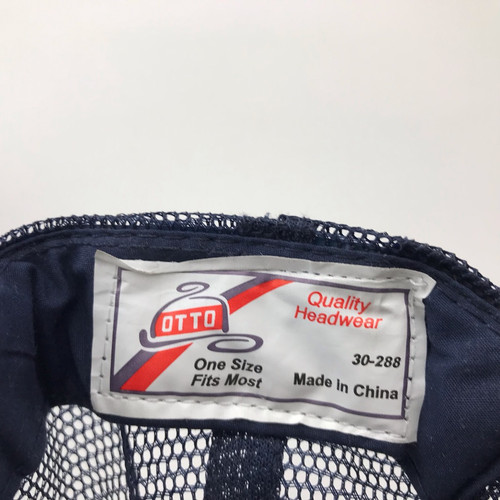 OTTO
Quality
Headwear
One Size
Fits Most
30-288
Made in China